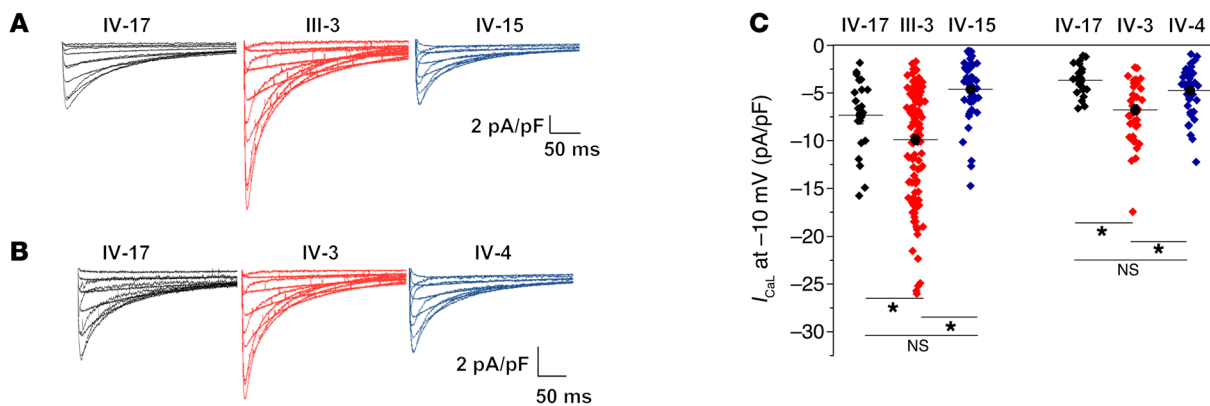 A
IV-17 III-3 IV-15
2 pA/pF
50 ms
B
IV-17 IV-3 IV-4
2 pA/pF
50 ms
C
IV-17 III-3 IV-15 IV-17 IV-3 IV-4
I_CaL at –10 mV (pA/pF)
0
–5
–10
–15
–20
–25
–30
* *
NS
* *
NS